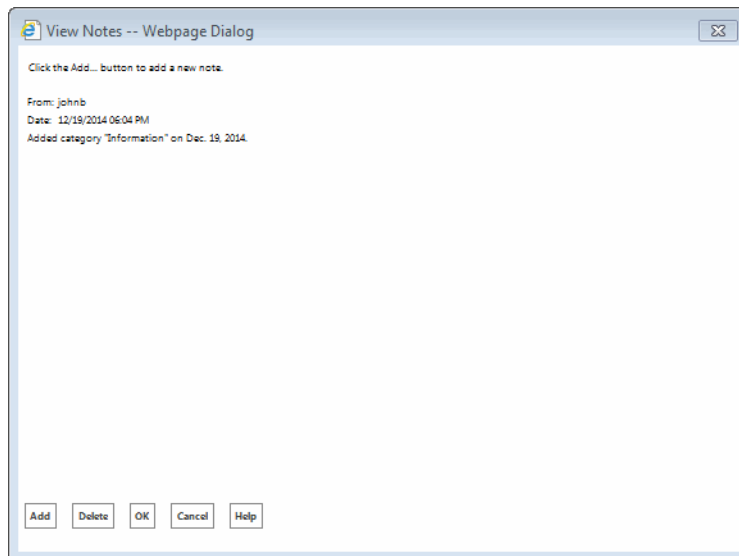 View Notes -- Webpage Dialog
Click the Add... button to add a new note.
From: johnb
Date: 12/19/2014 06:04 PM
Added category "Information" on Dec. 19, 2014.
Add Delete OK Cancel Help